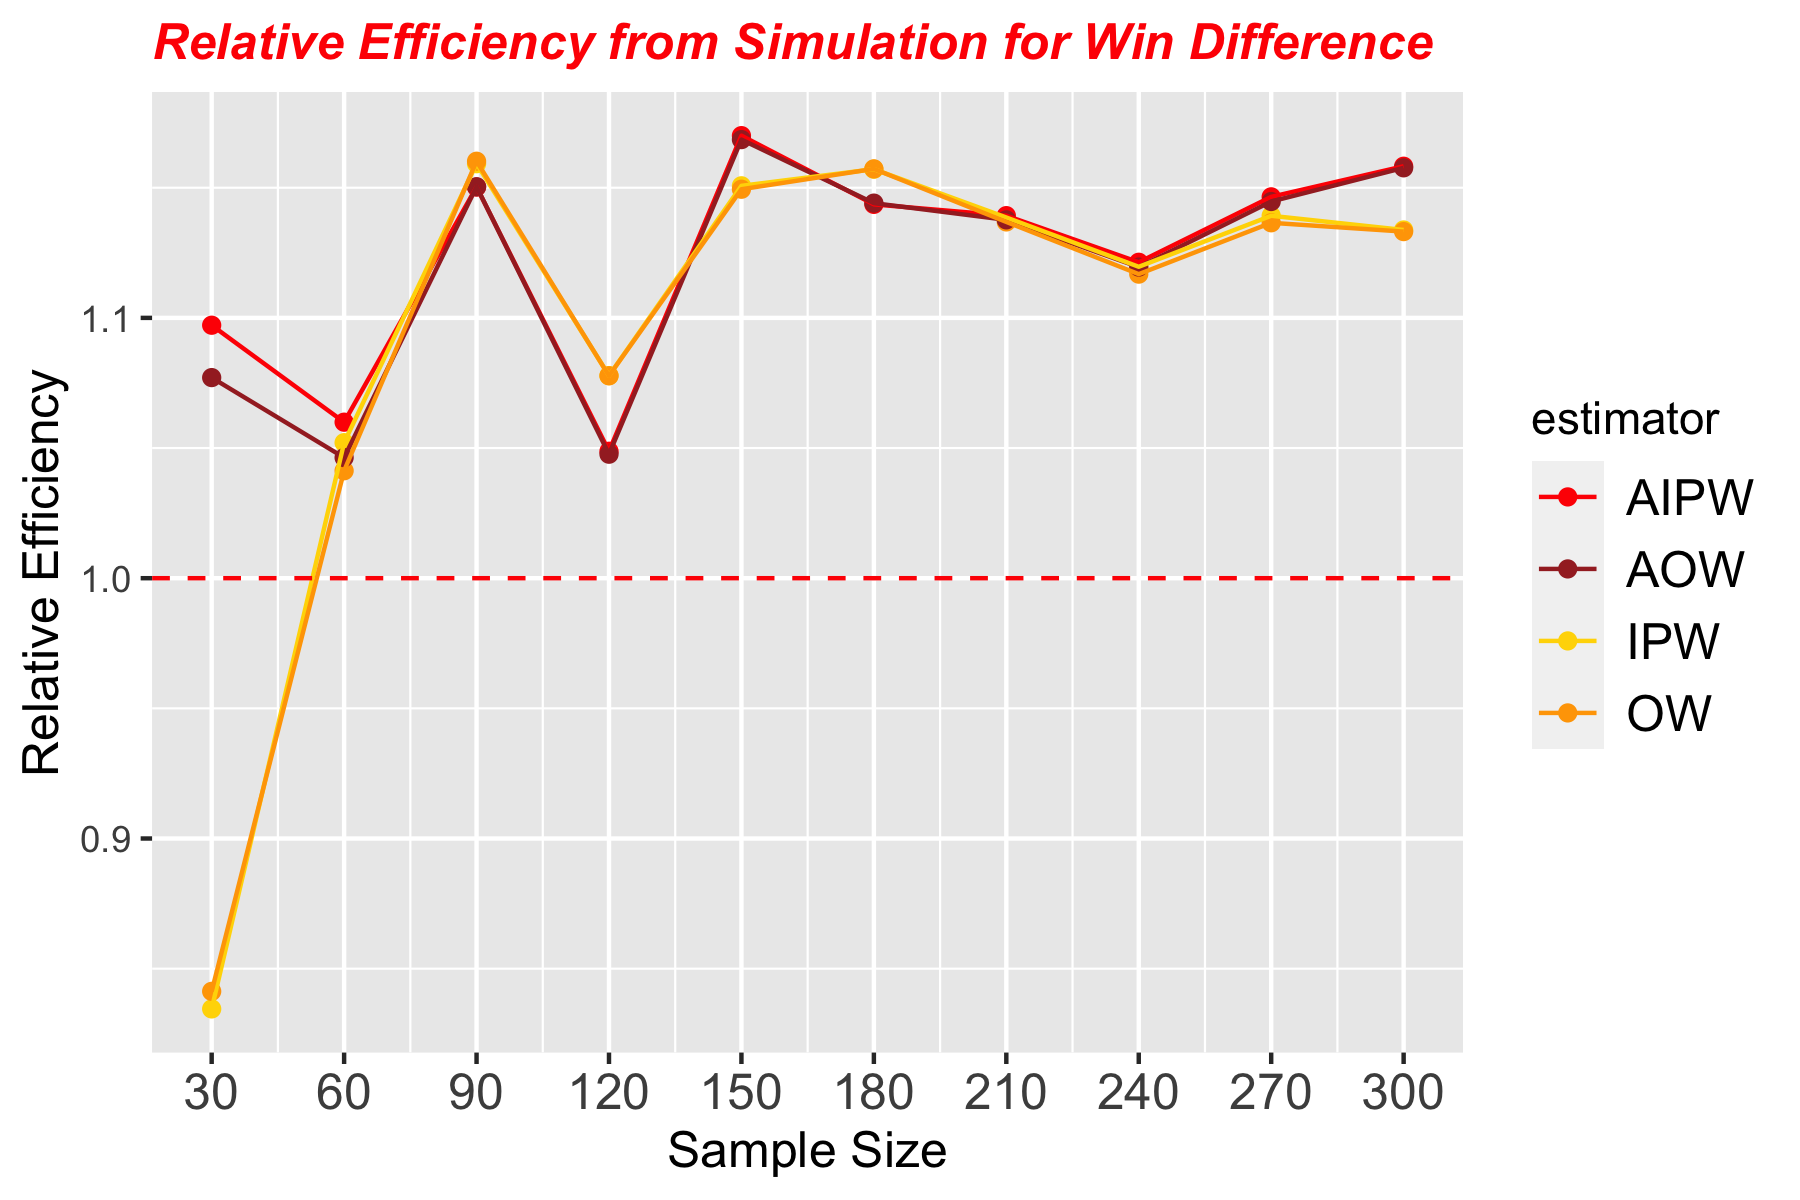 Relative Efficiency from Simulation for Win Difference
Relative Efficiency
1.1
1.0
0.9
30 60 90 120 150 180 210 240 270 300
Sample Size
estimator
AIPW
AOW
IPW
OW